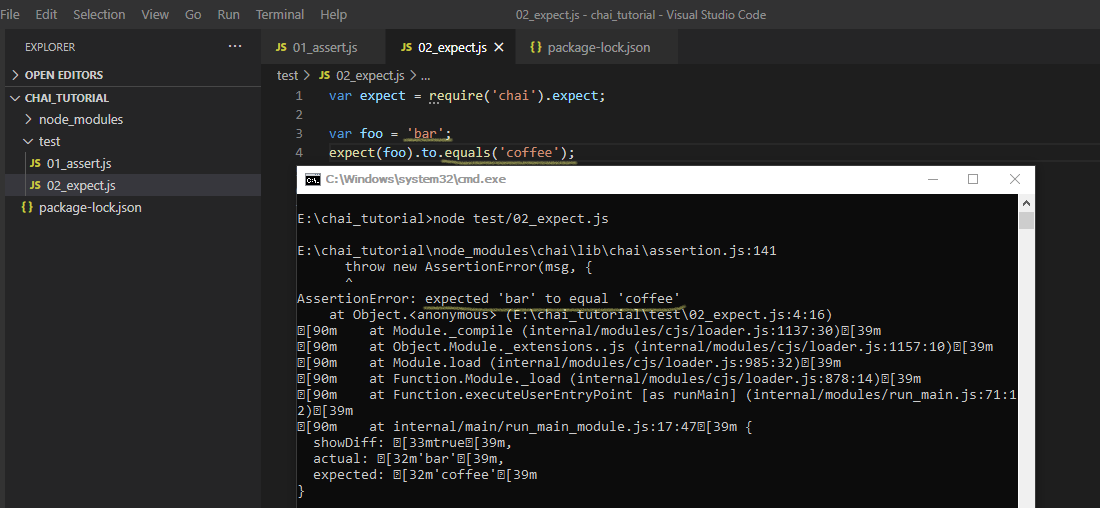 File Edit Selection View Go Run Terminal Help 02_expect.js - chai_tutorial - Visual Studio Code
EXPLORER ...
OPEN EDITORS
CHAI_TUTORIAL
node_modules
test
JS 01_assert.js
JS 02_expect.js
{} package-lock.json
JS 01_assert.js JS 02_expect.js {} package-lock.json
test > JS 02_expect.js > ...
1 var expect = require('chai').expect;
2
3 var foo = 'bar';
4 expect(foo).to.equals('coffee');
C:\Windows\system32\cmd.exe
E:\chai_tutorial>node test/02_expect.js
E:\chai_tutorial\node_modules\chai\lib\chai\assertion.js:141
throw new AssertionError(msg, {
^
AssertionError: expected 'bar' to equal 'coffee'
at Object.<anonymous> (E:\chai_tutorial\test\02_expect.js:4:16)
[90m at Module._compile (internal/modules/cjs/loader.js:1137:30)[39m
[90m at Object.Module._extensions..js (internal/modules/cjs/loader.js:1157:10)[39m
[90m at Module.load (internal/modules/cjs/loader.js:985:32)[39m
[90m at Function.Module._load (internal/modules/cjs/loader.js:878:14)[39m
[90m at Function.executeUserEntryPoint [as runMain] (internal/modules/run_main.js:71:1
2)[39m
[90m at internal/main/run_main_module.js:17:47[39m {
showDiff: [33mtrue[39m,
actual: [32m'bar'[39m,
expected: [32m'coffee'[39m
}